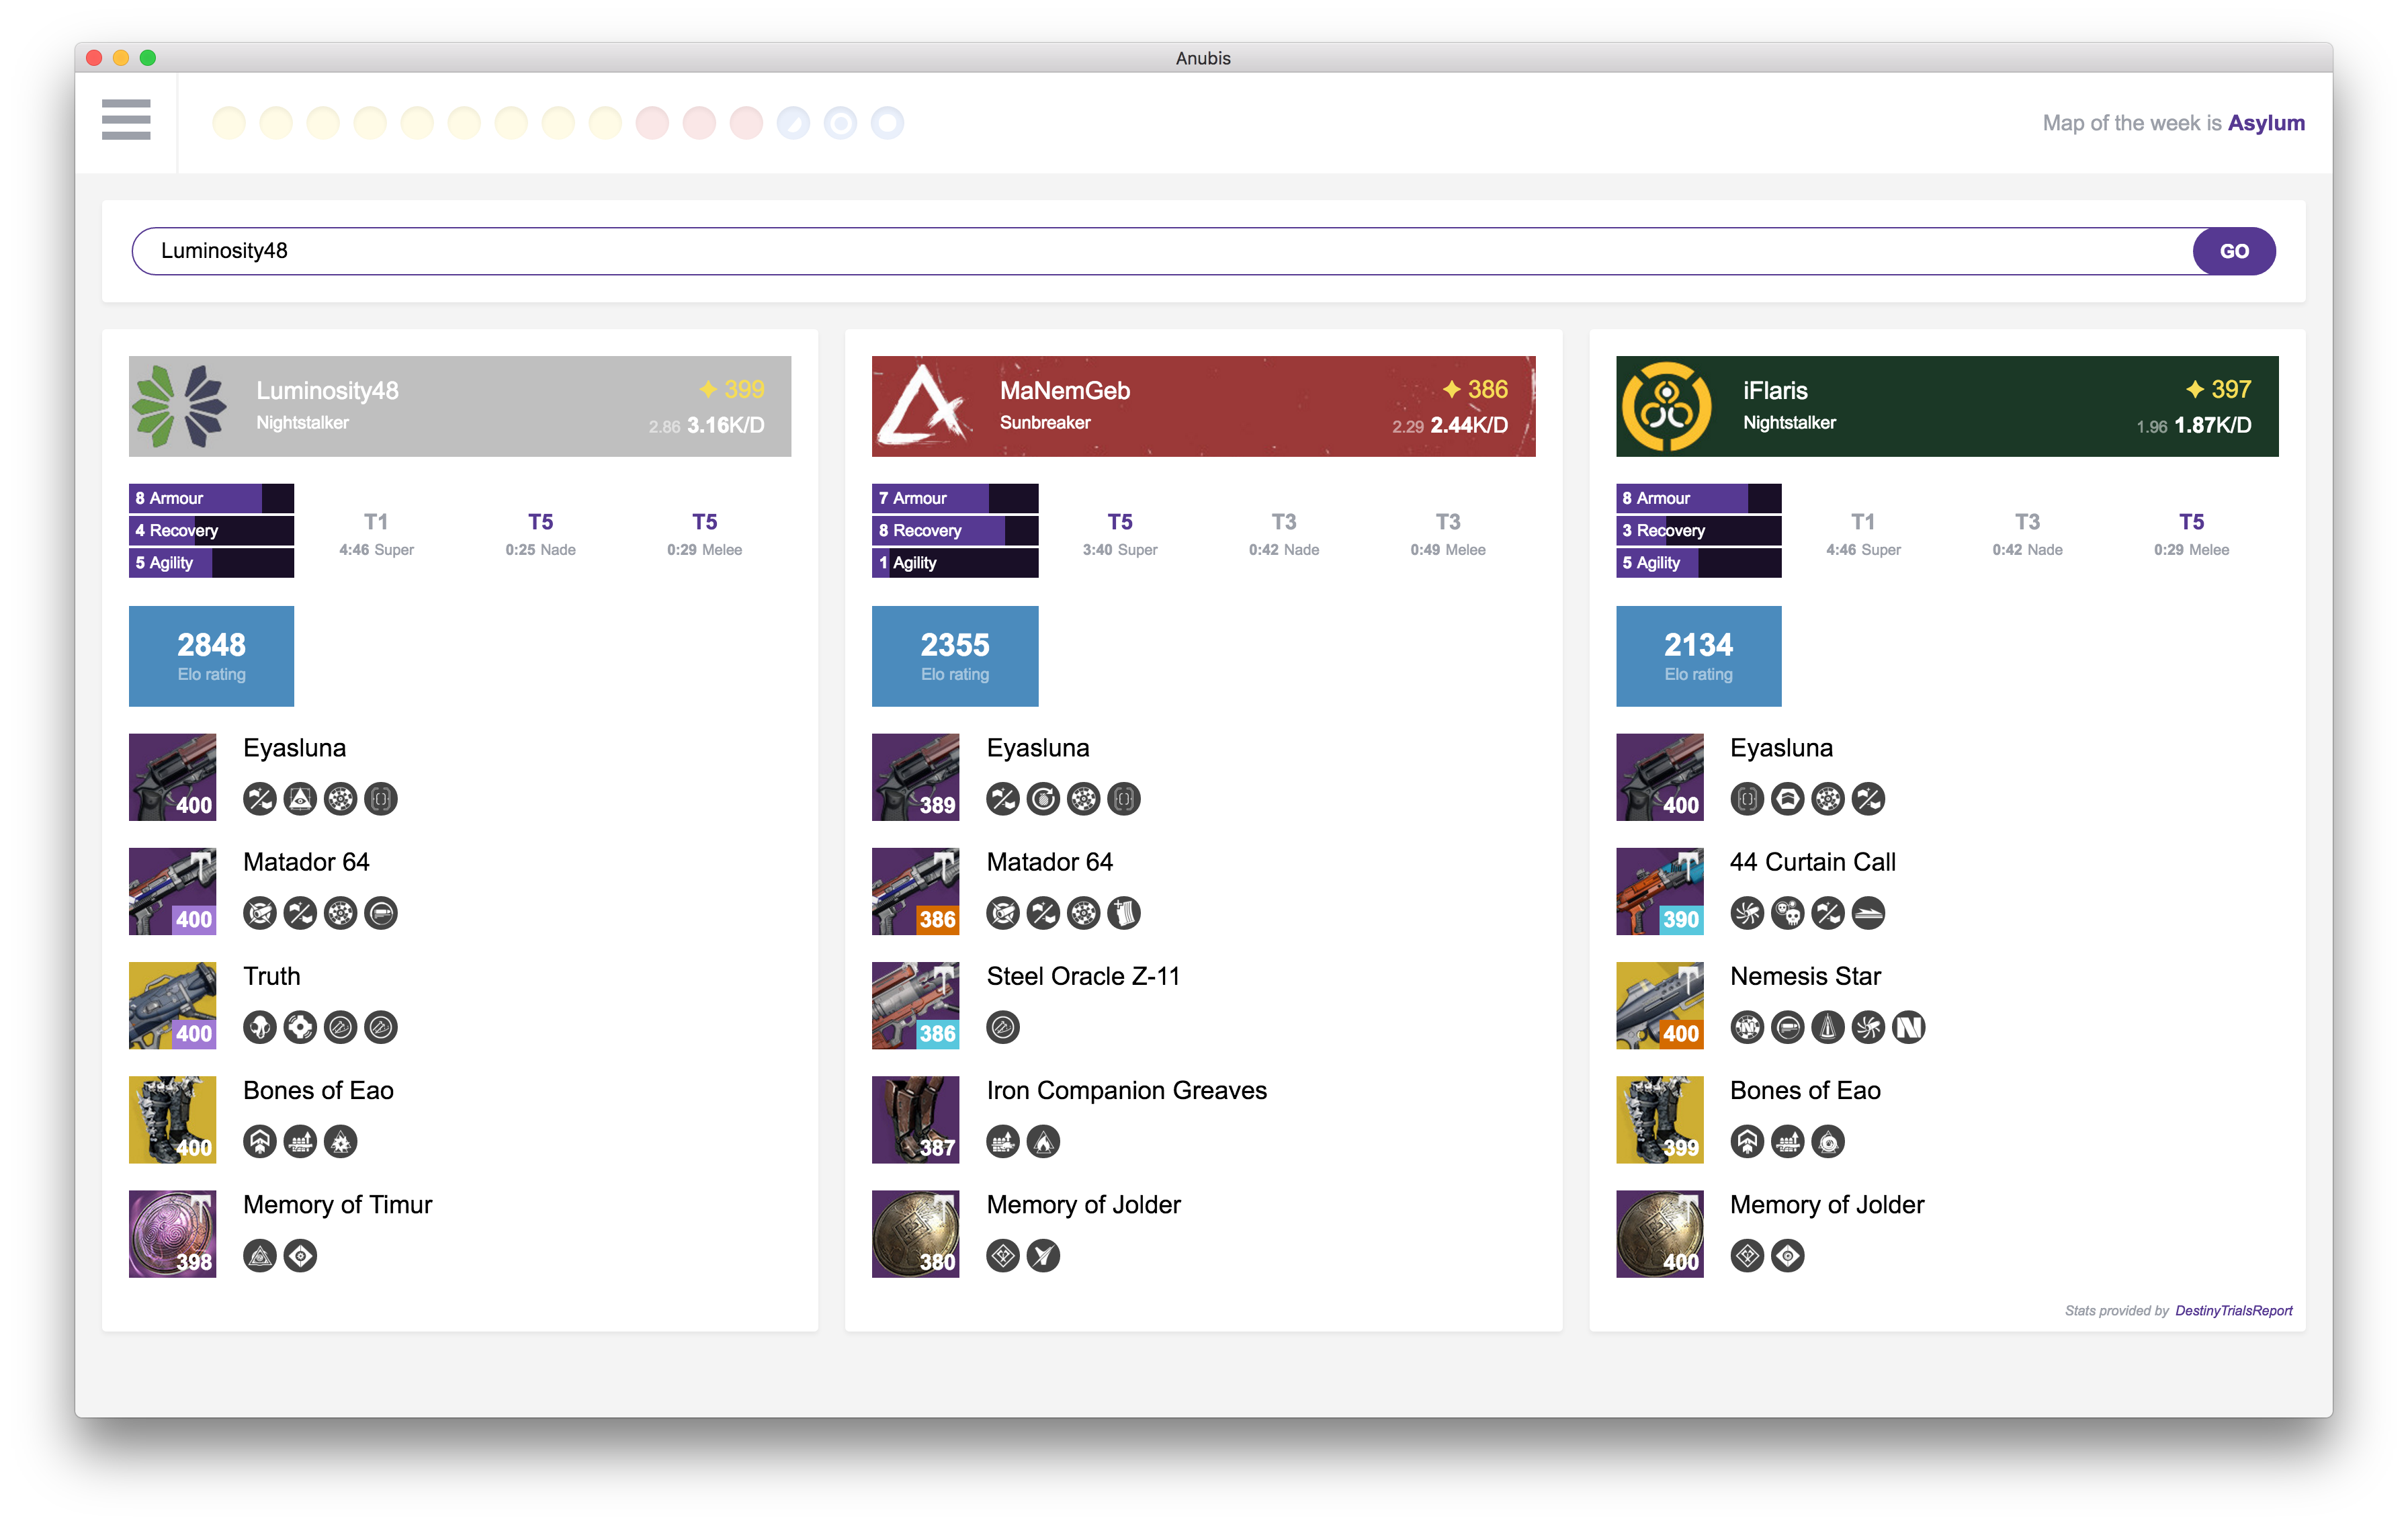 Anubis
Map of the week is Asylum
Luminosity48
GO
Luminosity48
399
Nightstalker
2.86 3.16K/D
8 Armour
4 Recovery
5 Agility
T1
4:46 Super
T5
0:25 Nade
T5
0:29 Melee
2848
Elo rating
Eyasluna
400
Matador 64
400
Truth
400
Bones of Eao
400
Memory of Timur
398
MaNemGeb
386
Sunbreaker
2.29 2.44K/D
7 Armour
8 Recovery
1 Agility
T5
3:40 Super
T3
0:42 Nade
T3
0:49 Melee
2355
Elo rating
Eyasluna
389
Matador 64
386
Steel Oracle Z-11
386
Iron Companion Greaves
387
Memory of Jolder
380
iFlaris
397
Nightstalker
1.96 1.87K/D
8 Armour
3 Recovery
5 Agility
T1
4:46 Super
T3
0:42 Nade
T5
0:29 Melee
2134
Elo rating
Eyasluna
400
44 Curtain Call
390
Nemesis Star
400
Bones of Eao
399
Memory of Jolder
400
Stats provided by DestinyTrialsReport